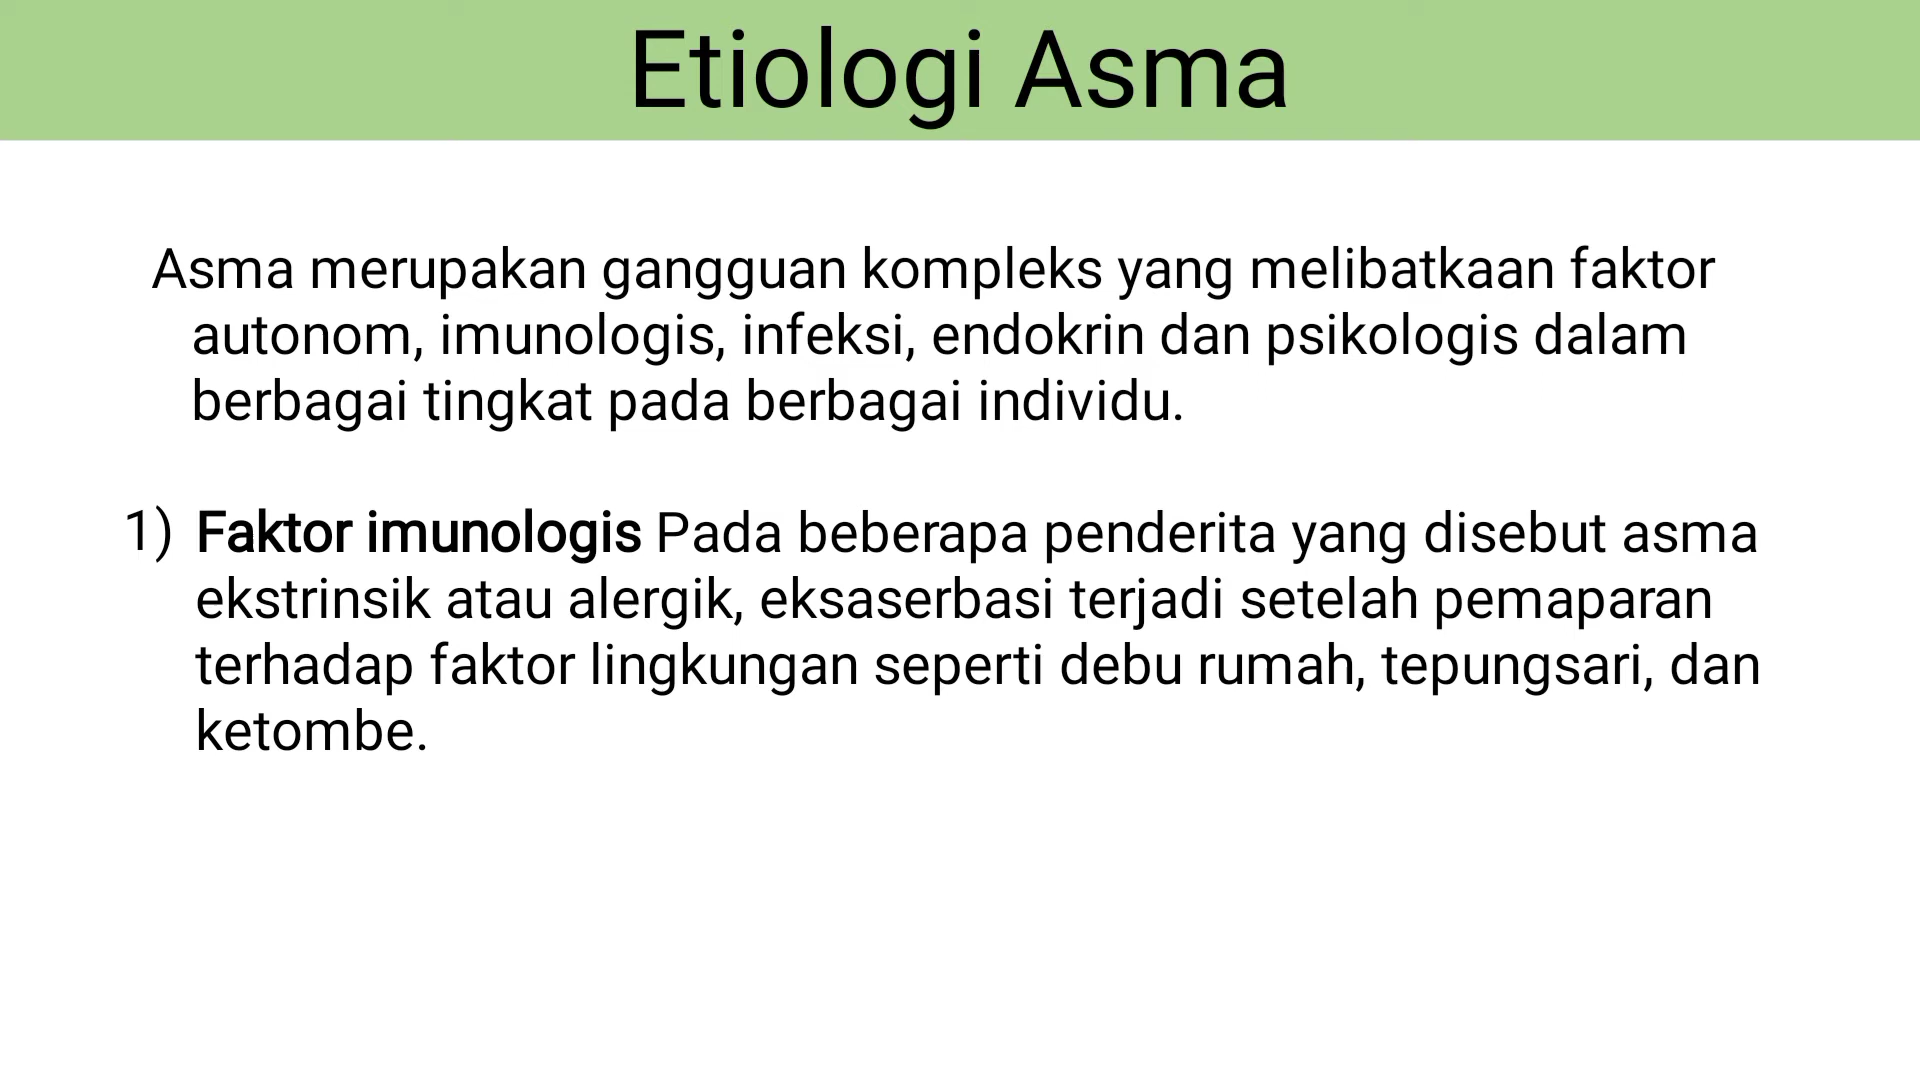 Etiologi Asma
Asma merupakan gangguan kompleks yang melibatkaan faktor
autonom, imunologis, infeksi, endokrin dan psikologis dalam
berbagai tingkat pada berbagai individu.
1) Faktor imunologis Pada beberapa penderita yang disebut asma
ekstrinsik atau alergik, eksaserbasi terjadi setelah pemaparan
terhadap faktor lingkungan seperti debu rumah, tepungsari, dan
ketombe.